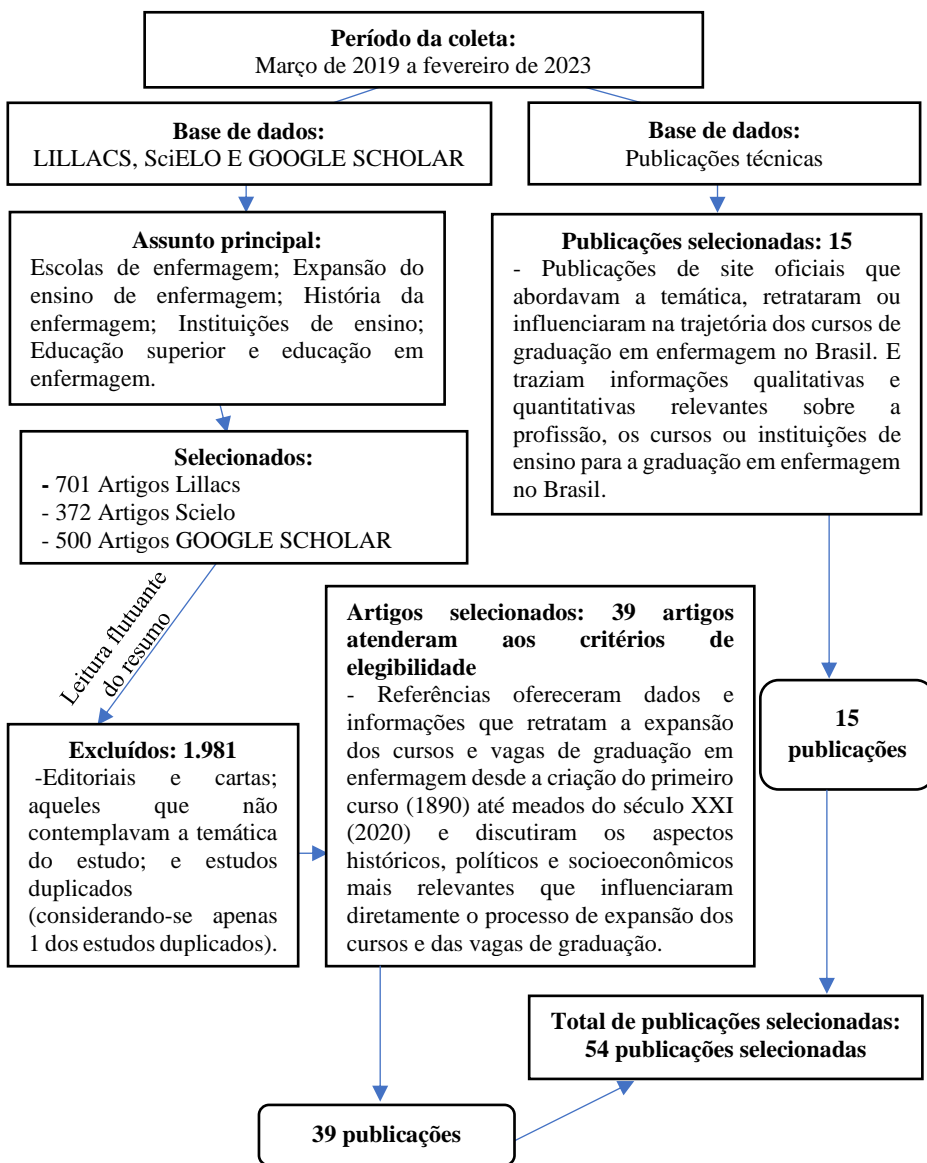 Período da coleta:
Março de 2019 a fevereiro de 2023
Base de dados:
LILLACS, SciELO E GOOGLE SCHOLAR
Base de dados:
Publicações técnicas
Assunto principal:
Escolas de enfermagem; Expansão do
ensino de enfermagem; História da
enfermagem; Instituições de ensino;
Educação superior e educação em
enfermagem.
Publicações selecionadas: 15
- Publicações de site oficiais que
abordavam a temática, retrataram ou
influenciaram na trajetória dos cursos de
graduação em enfermagem no Brasil. E
traziam informações qualitativas e
quantitativas relevantes sobre a
profissão, os cursos ou instituições de
ensino para a graduação em enfermagem
no Brasil.
Selecionados:
- 701 Artigos Lillacs
- 372 Artigos Scielo
- 500 Artigos GOOGLE SCHOLAR
Leitura flutuante
do resumo
Artigos selecionados: 39 artigos
atenderam aos critérios de
elegibilidade
- Referências ofereceram dados e
informações que retratam a expansão
dos cursos e vagas de graduação em
enfermagem desde a criação do primeiro
curso (1890) até meados do século XXI
(2020) e discutiram os aspectos
históricos, políticos e socioeconômicos
mais relevantes que influenciaram
diretamente o processo de expansão dos
cursos e das vagas de graduação.
15
publicações
Excluídos: 1.981
-Editoriais e cartas;
aqueles que não
contemplavam a temática
do estudo; e estudos
duplicados
(considerando-se apenas
1 dos estudos duplicados).
Total de publicações selecionadas:
54 publicações selecionadas
39 publicações